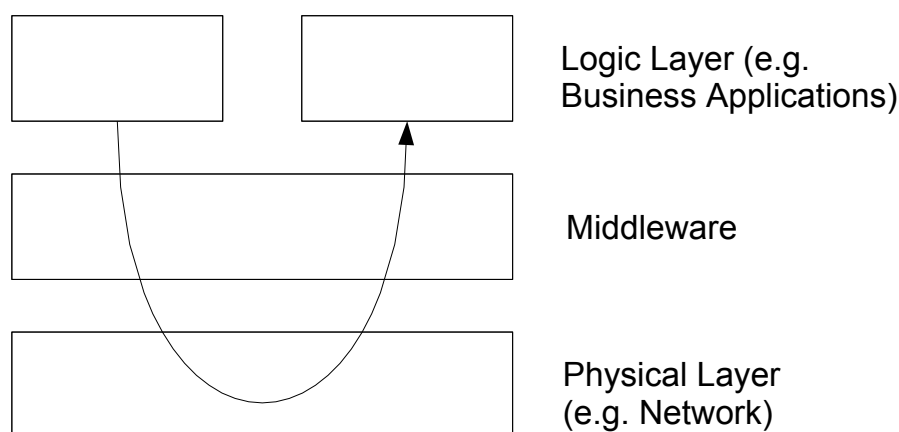 Logic Layer (e.g.
Business Applications)
Middleware
Physical Layer
(e.g. Network)